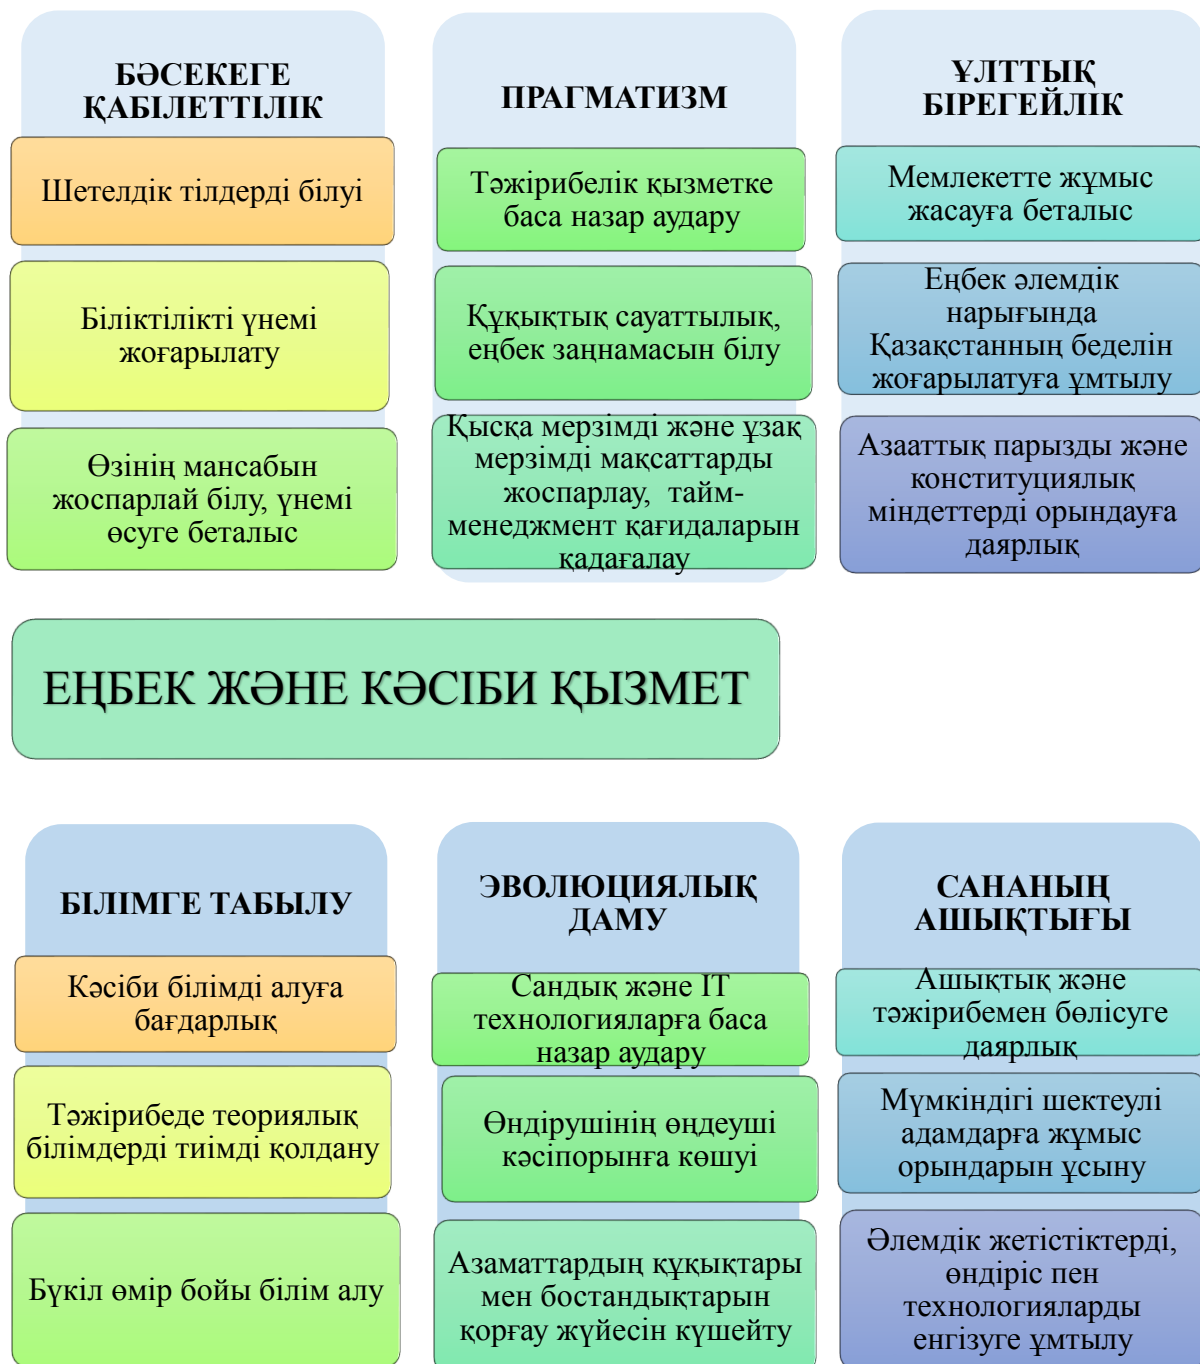 БӘСЕКЕГЕ
ҚАБІЛЕТТІЛІК
Шетелдік тілдерді білуі
Біліктілікті үнемі
жоғарылату
Өзінің мансабын
жоспарлай білу, үнемі
өсуге беталыс
ПРАГМАТИЗМ
Тәжірибелік қызметке
баса назар аудару
Құқықтық сауаттылық,
еңбек заңнамасын білу
Қысқа мерзімді және ұзақ
мерзімді мақсаттарды
жоспарлау, тайм-
менеджмент қағидаларын
қадағалау
ҰЛТТЫҚ
БІРЕГЕЙЛІК
Мемлекетте жұмыс
жасауға беталыс
Еңбек әлемдік
нарығында
Қазақстанның беделін
жоғарылатуға ұмтылу
Азааттық парызды және
конституциялық
міндеттерді орындауға
даярлық
ЕҢБЕК ЖӘНЕ КӘСІБИ ҚЫЗМЕТ
БІЛІМГЕ ТАБЫЛУ
Кәсіби білімді алуға
бағдарлық
Тәжірибеде теориялық
білімдерді тиімді қолдану
Бүкіл өмір бойы білім алу
ЭВОЛЮЦИЯЛЫҚ
ДАМУ
Сандық және IT
технологияларға баса
назар аудару
Өндірушінің өңдеуші
кәсіпорынға көшуі
Азаматтардың құқықтары
мен бостандықтарын
қорғау жүйесін күшейту
САНАНЫҢ
АШЫҚТЫҒЫ
Ашықтық және
тәжірибемен бөлісуге
даярлық
Мүмкіндігі шектеулі
адамдарға жұмыс
орындарын ұсыну
Әлемдік жетістіктерді,
өндіріс пен
технологияларды
енгізуге ұмтылу